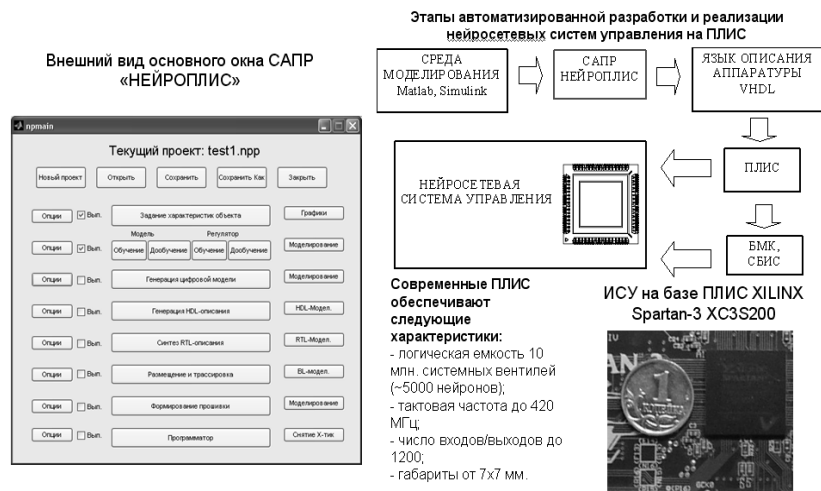 Внешний вид основного окна САПР
«НЕЙРОПЛИС»
npmain
Текущий проект: test1.npp
Новый проект Открыть Сохранить Сохранить Как Закрыть
Опции Вып. Задание характеристик объекта Графики
Модель Регулятор
Опции Вып. Обучение Дообучение Обучение Дообучение Моделирование
Опции Вып. Генерация цифровой модели Моделирование
Опции Вып. Генерация HDL-описания HDL-Модел.
Опции Вып. Синтез RTL-описания RTL-Модел.
Опции Вып. Размещение и трассировка BL-модел.
Опции Вып. Формирование прошивки Моделирование
Опции Вып. Программатор Снятие Х-тик
Этапы автоматизированной разработки и реализации
нейросетевых систем управления на ПЛИС
СРЕДА
МОДЕЛИРОВАНИЯ
Matlab, Simulink
САПР
НЕЙРОПЛИС
ЯЗЫК ОПИСАНИЯ
АППАРАТУРЫ
VHDL
ПЛИС
НЕЙРОСЕТЕВАЯ
СИСТЕМА УПРАВЛЕНИЯ
БМК,
СБИС
Современные ПЛИС
обеспечивают
следующие
характеристики:
- логическая емкость 10
млн. системных вентилей
(~5000 нейронов);
- тактовая частота до 420
МГц;
- число входов/выходов до
1200;
- габариты от 7х7 мм.
ИСУ на базе ПЛИС XILINX
Spartan-3 XC3S200
1